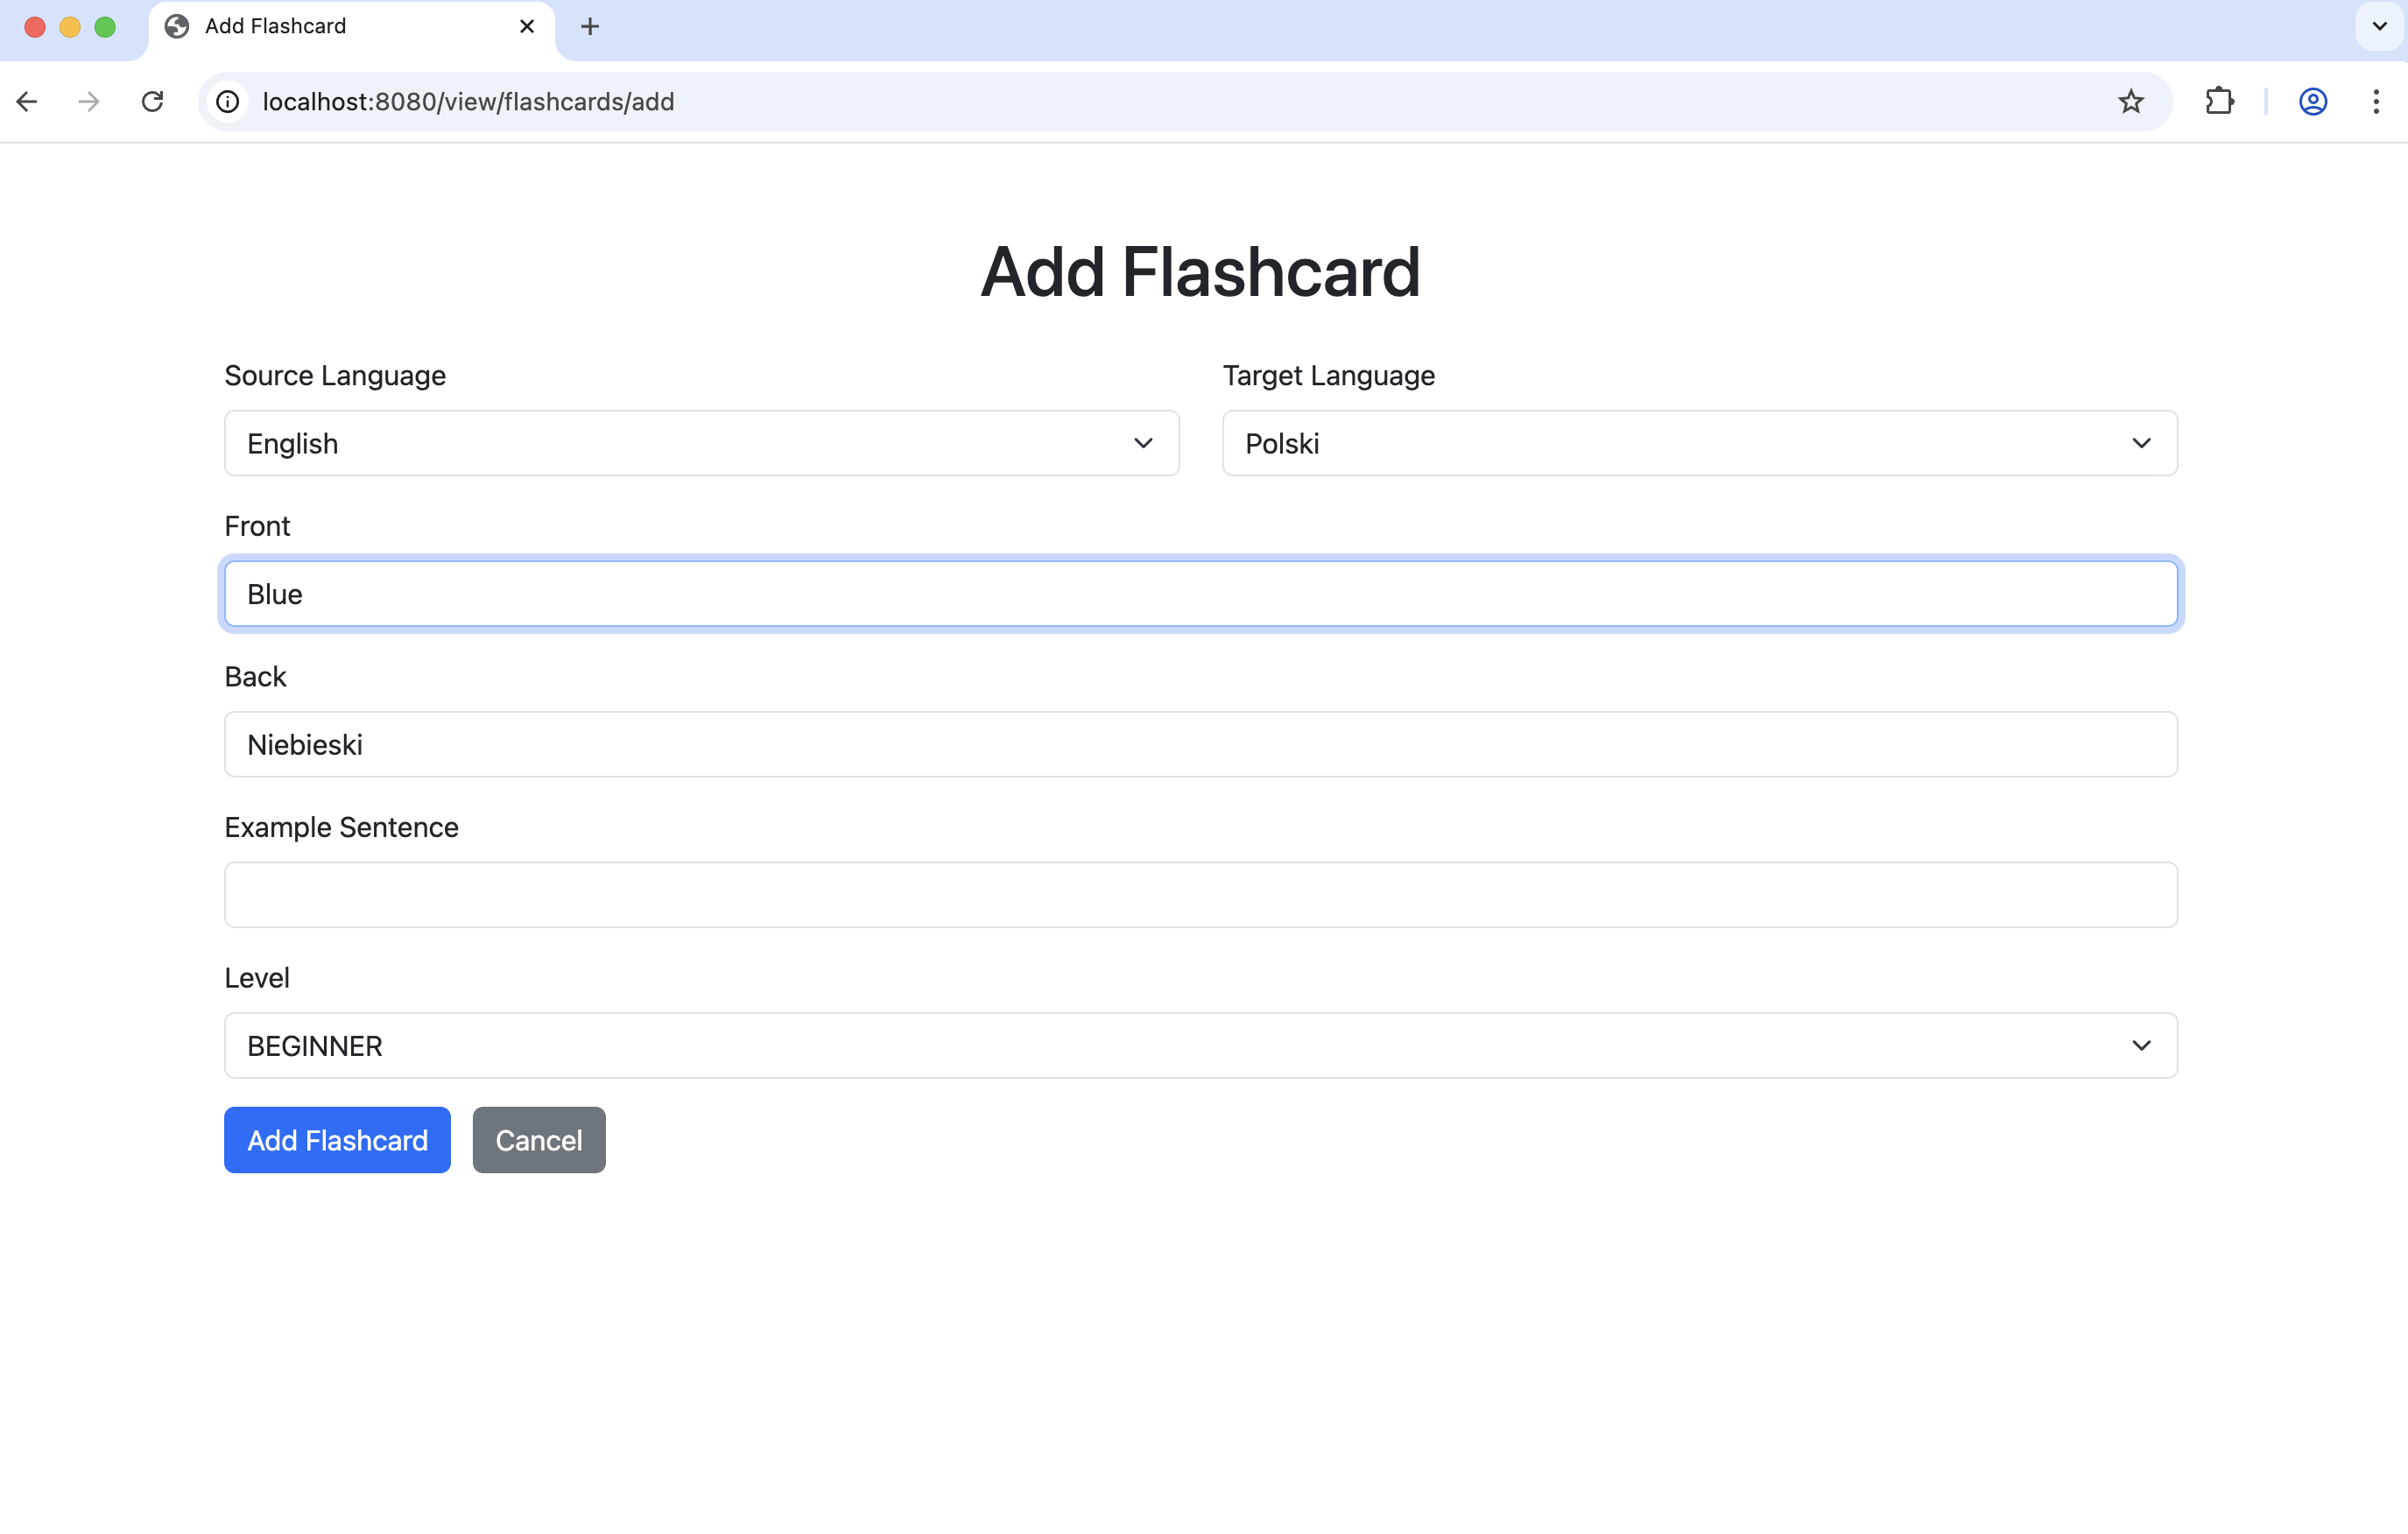 Add Flashcard
localhost:8080/view/flashcards/add
Add Flashcard
Source Language
Target Language
English
Polski
Front
Blue
Back
Niebieski
Example Sentence
Level
BEGINNER
Add Flashcard
Cancel